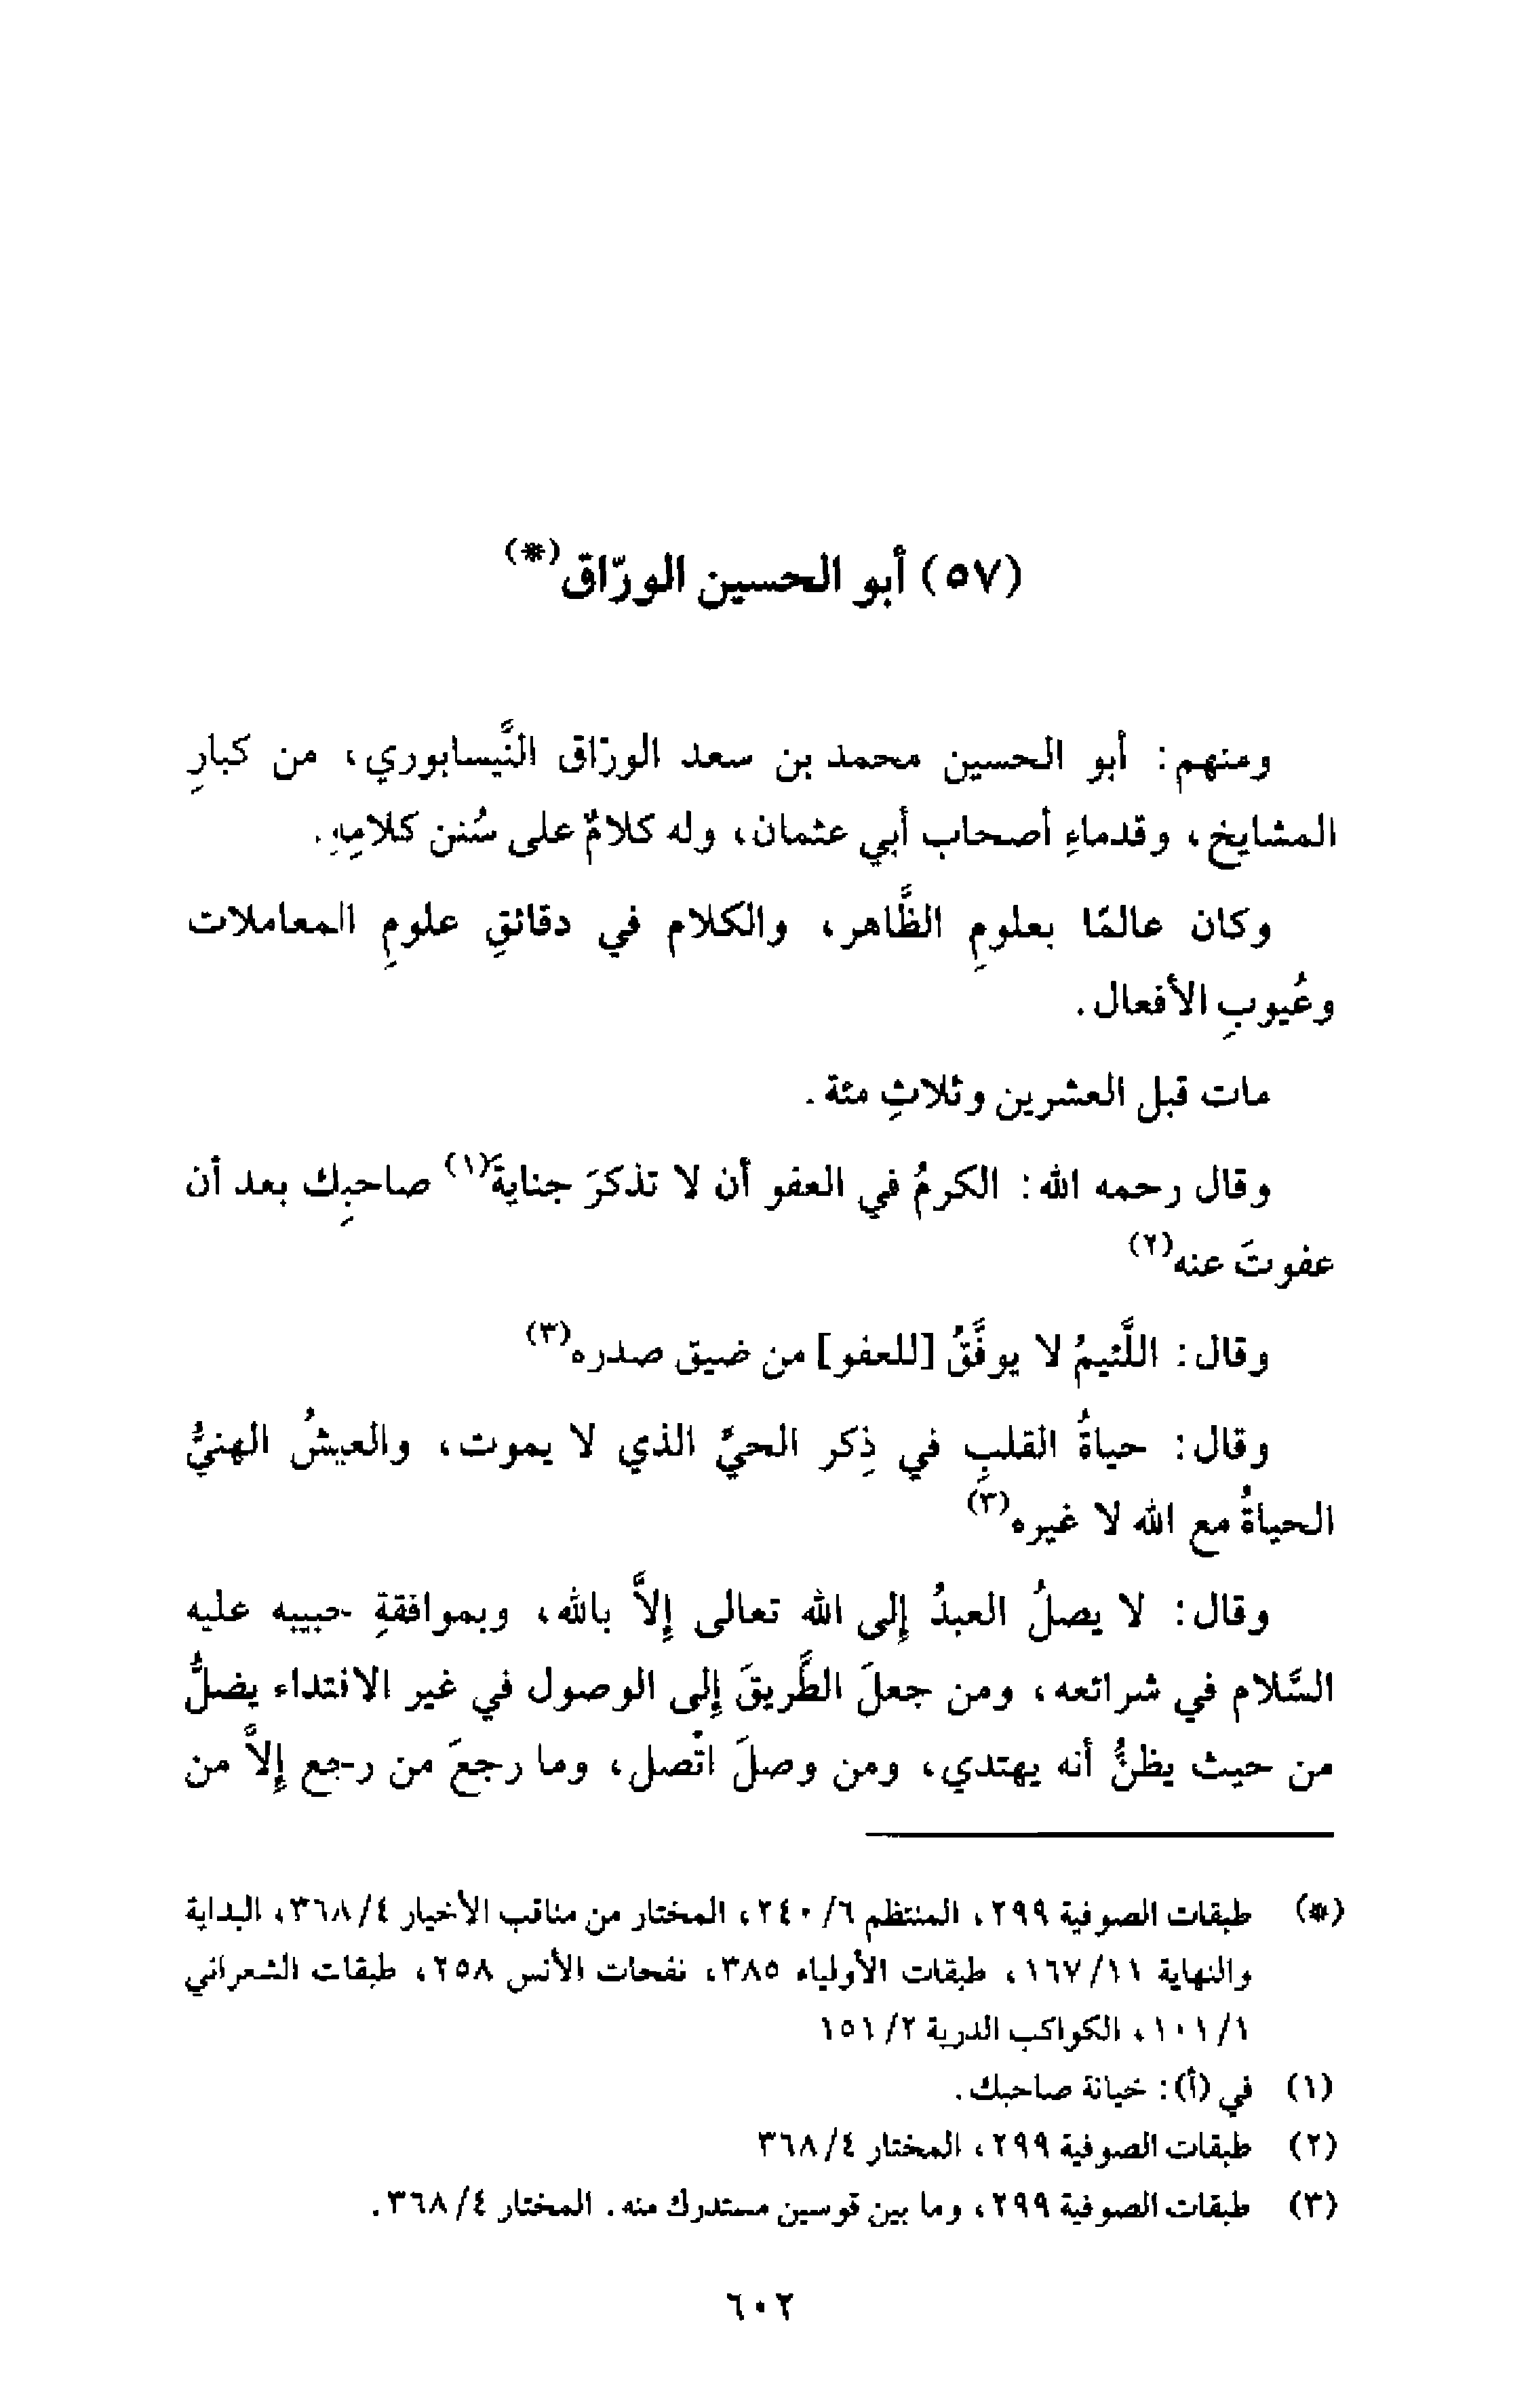 (٥٧) أبو الحسين الورّاق(*)
ومنهم: أبو الحسين محمد بن سعد الورّاق النَّيسابوري، من كبارِ
المشايخ، وقدماءِ أصحاب أبي عثمان، وله كلامٌ على سُنن كلامِهِ.
وكان عالمًا بعلومِ الظَّاهر، والكلام في دقائقِ علومِ المعاملات
وعُيوبِ الأفعال.
مات قبل العشرين وثلاثِ مئة.
وقال رحمه الله: الكرمُ في العفو أن لا تذكرَ جنايةَ(١) صاحبِك بعد أن
عفوتَ عنه(٢)
وقال: اللَّئيمُ لا يوفَّقُ [للعفو] من ضيق صدره(٣)
وقال: حياةُ القلبِ في ذِكر الحيِّ الذي لا يموت، والعيشُ الهنيُّ
الحياةُ مع الله لا غيره(٣)
وقال: لا يصلُ العبدُ إلى الله تعالى إلاَّ بالله، وبموافقةِ حبيبه عليه
السَّلام في شرائعه، ومن جعلَ الطَّريقَ إلى الوصول في غير الاقتداء يضلُّ
من حيث يظنُّ أنه يهتدي، ومن وصلَ اتّصل، وما رجعَ من رجع إلاَّ من
(*) طبقات الصوفية ٢٩٩، المنتظم ٦/ ٢٤٠، المختار من مناقب الأخيار ٤/ ٣٦٨، البداية
والنهاية ١١/ ١٦٧، طبقات الأولياء ٣٨٥، نفحات الأنس ٢٥٨، طبقات الشعراني
١/ ١٠١، الكواكب الدرية ٢/ ١٥١
(١) في (أ): خيانة صاحبك.
(٢) طبقات الصوفية ٢٩٩، المختار ٤/ ٣٦٨
(٣) طبقات الصوفية ٢٩٩، وما بين قوسين مستدرك منه. المختار ٤/ ٣٦٨.
٦٠٢